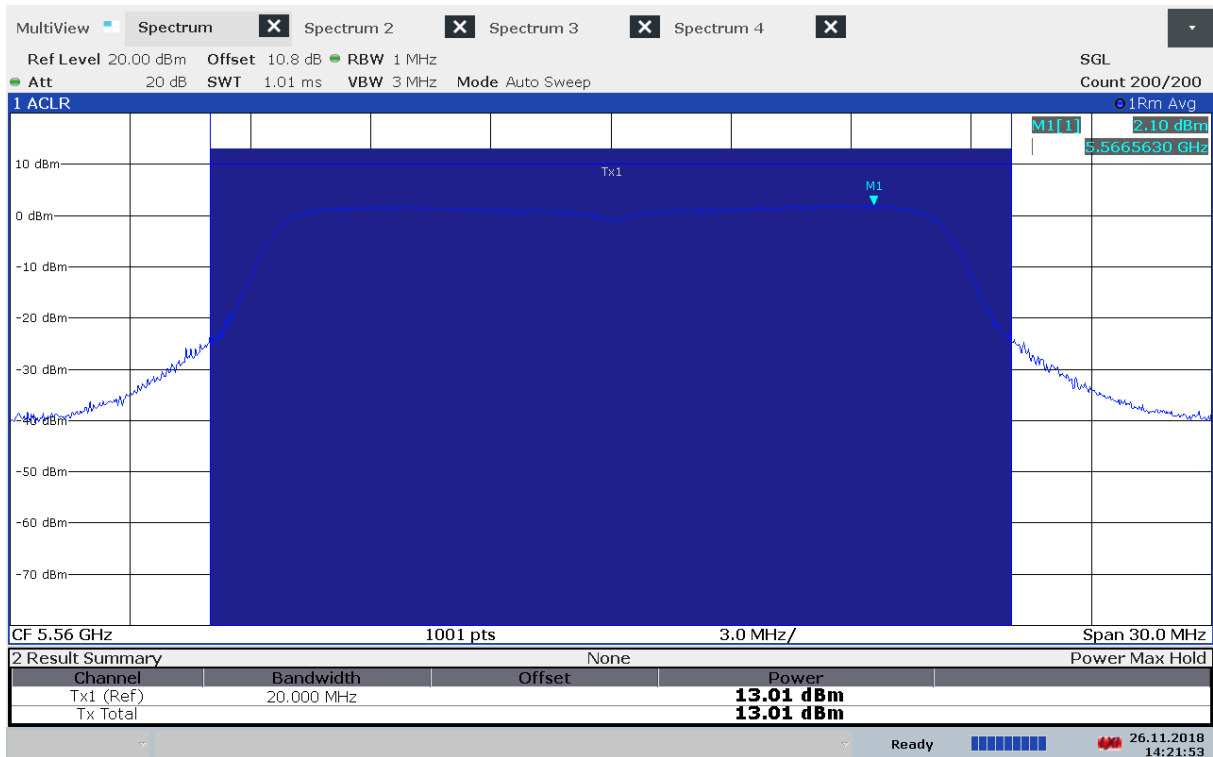 MultiView Spectrum Spectrum 2 Spectrum 3 Spectrum 4
Ref Level 20.00 dBm Offset 10.8 dB RBW 1 MHz SGL
Att 20 dB SWT 1.01 ms VBW 3 MHz Mode Auto Sweep Count 200/200
1 ACLR 1Rm Avg
M1[1] 2.10 dBm
5.5665630 GHz
10 dBm
Tx1
M1
0 dBm
-10 dBm
-20 dBm
-30 dBm
-40 dBm
-50 dBm
-60 dBm
-70 dBm
CF 5.56 GHz 1001 pts 3.0 MHz/ Span 30.0 MHz
2 Result Summary None Power Max Hold
Channel Bandwidth Offset Power
Tx1 (Ref) 20.000 MHz 13.01 dBm
Tx Total 13.01 dBm
Ready 26.11.2018
14:21:53